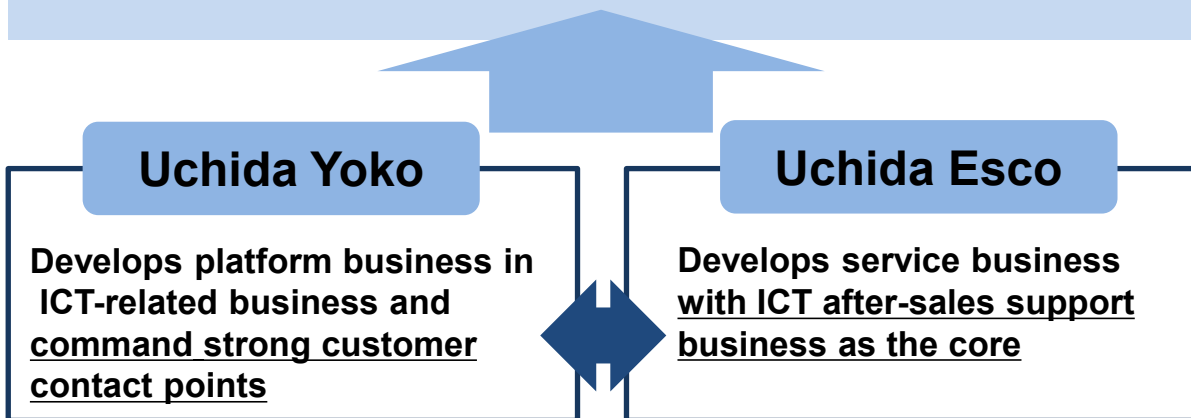 Uchida Yoko
Develops platform business in
ICT-related business and
command strong customer
contact points
Uchida Esco
Develops service business
with ICT after-sales support
business as the core